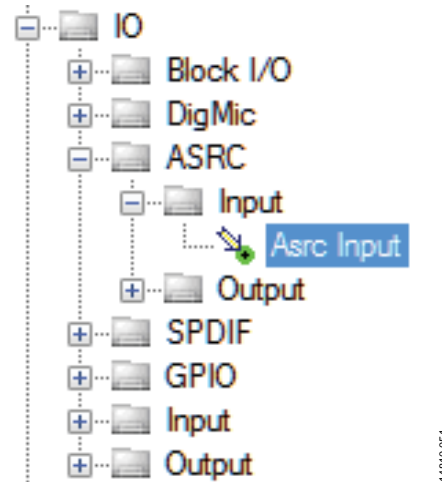 IO
Block I/O
DigMic
ASRC
Input
Asrc Input
Output
SPDIF
GPIO
Input
Output